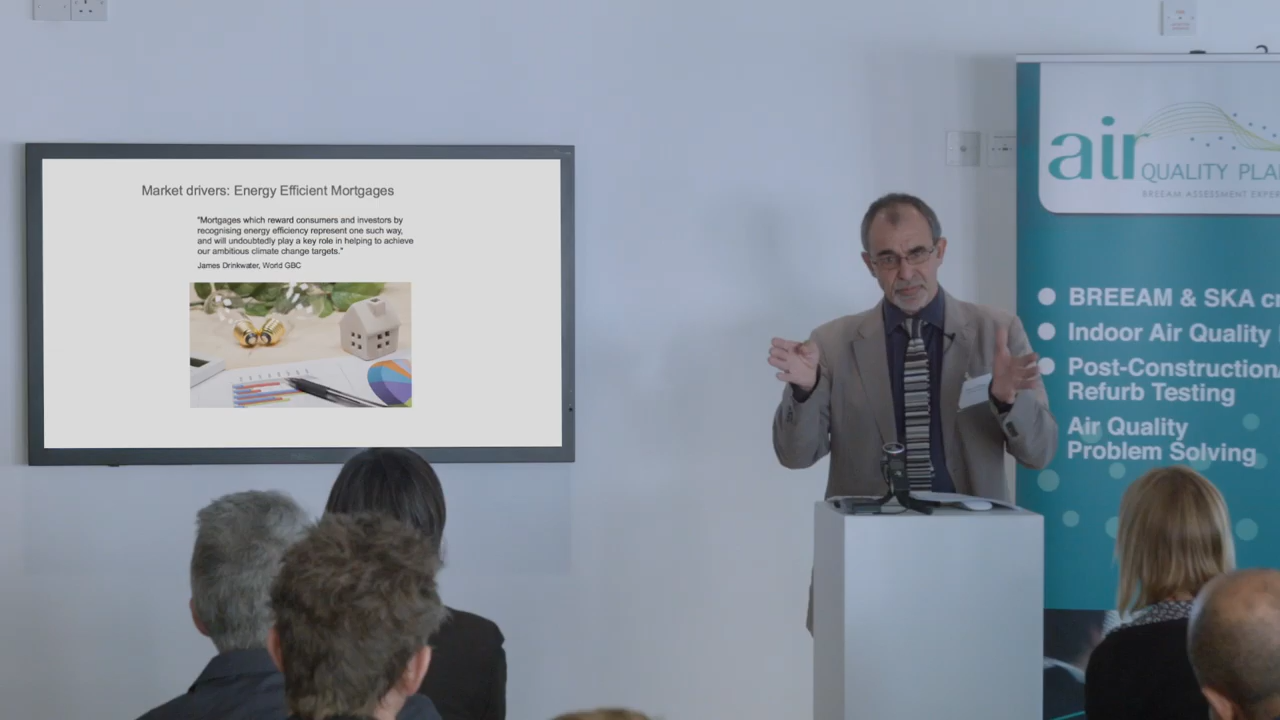 Market drivers: Energy Efficient Mortgages
"Mortgages which reward consumers and investors by
recognising energy efficiency represent one such way,
and will undoubtedly play a key role in helping to achieve
our ambitious climate change targets."
James Drinkwater, World GBC
air
QUALITY PLA
BREEAM ASSESSMENT EXPER
BREEAM & SKA
Indoor Air Quality
Post-Construction
Refurb Testing
Air Quality
Problem Solving